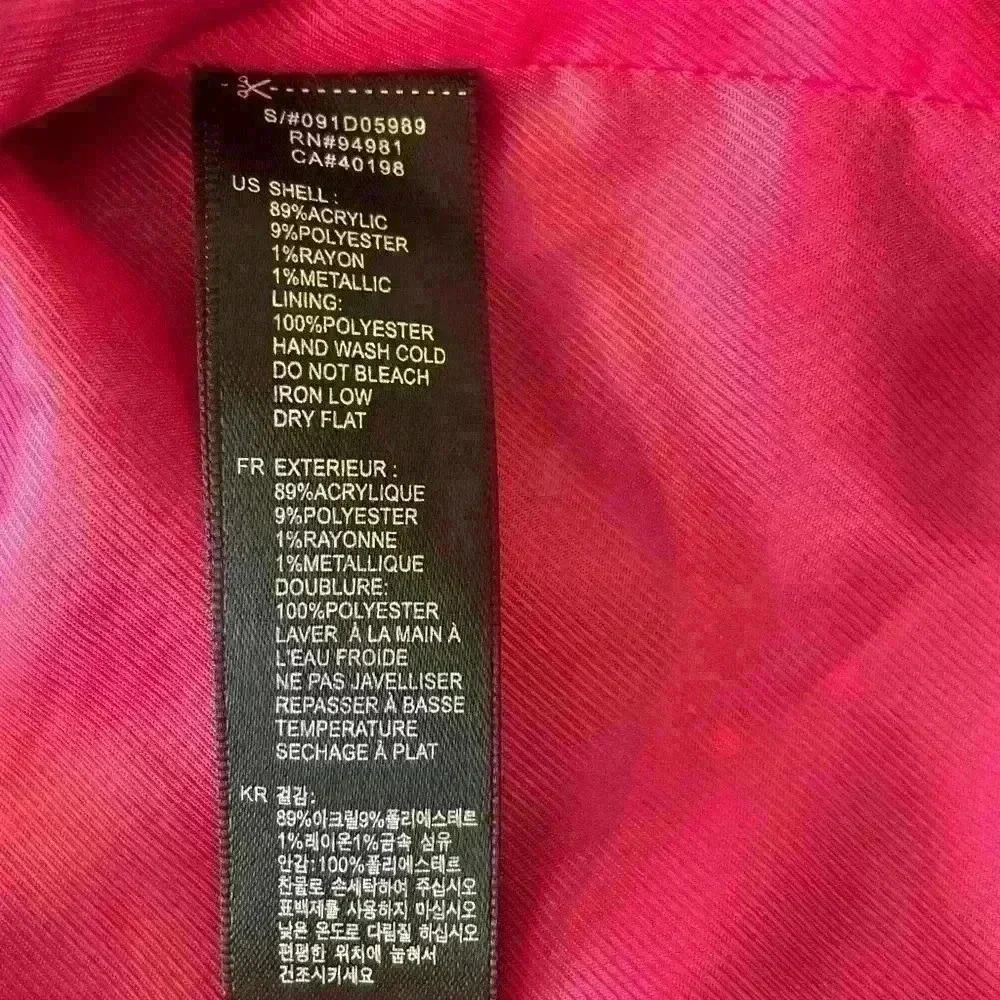 S/#091D05989
RN#94981
CA#40198
US SHELL :
89%ACRYLIC
9%POLYESTER
1%RAYON
1%METALLIC
LINING:
100%POLYESTER
HAND WASH COLD
DO NOT BLEACH
IRON LOW
DRY FLAT
FR EXTERIEUR :
89%ACRYLIQUE
9%POLYESTER
1%RAYONNE
1%METALLIQUE
DOUBLURE:
100%POLYESTER
LAVER À LA MAIN À
L'EAU FROIDE
NE PAS JAVELLISER
REPASSER À BASSE
TEMPERATURE
SECHAGE À PLAT
KR 겉감:
89%아크릴9%폴리에스테르
1%레이온1%금속 섬유
안감:100%폴리에스테르
찬물로 손세탁하여 주십시오
표백제를 사용하지 마십시오
낮은 온도로 다림질 하십시오
편평한 위치에 눕혀서
건조시키세요